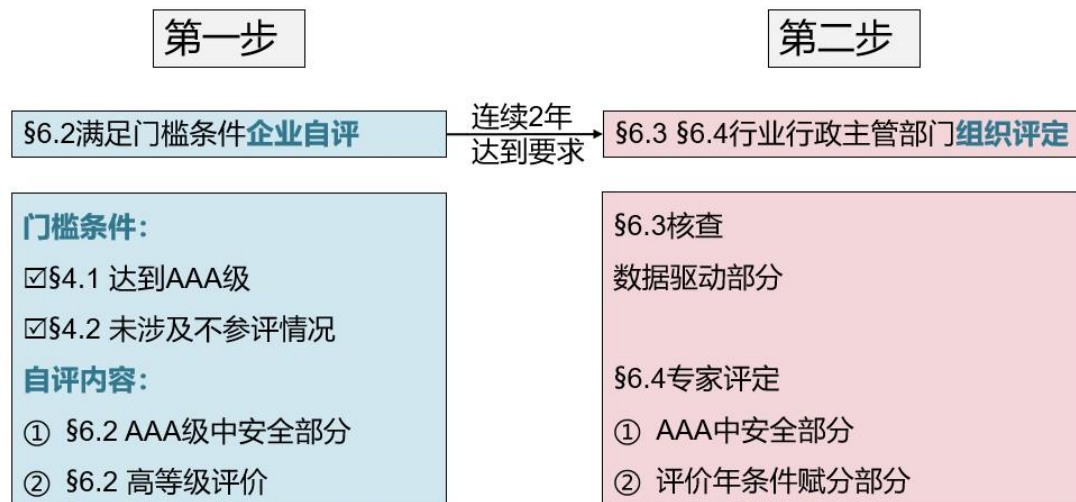 第一步
第二步
§6.2满足门槛条件企业自评
连续2年
达到要求
§6.3 §6.4行业行政主管部门组织评定
门槛条件：
☑§4.1 达到AAA级
☑§4.2 未涉及不参评情况
自评内容：
① §6.2 AAA级中安全部分
② §6.2 高等级评价
§6.3核查
数据驱动部分
§6.4专家评定
① AAA中安全部分
② 评价年条件赋分部分